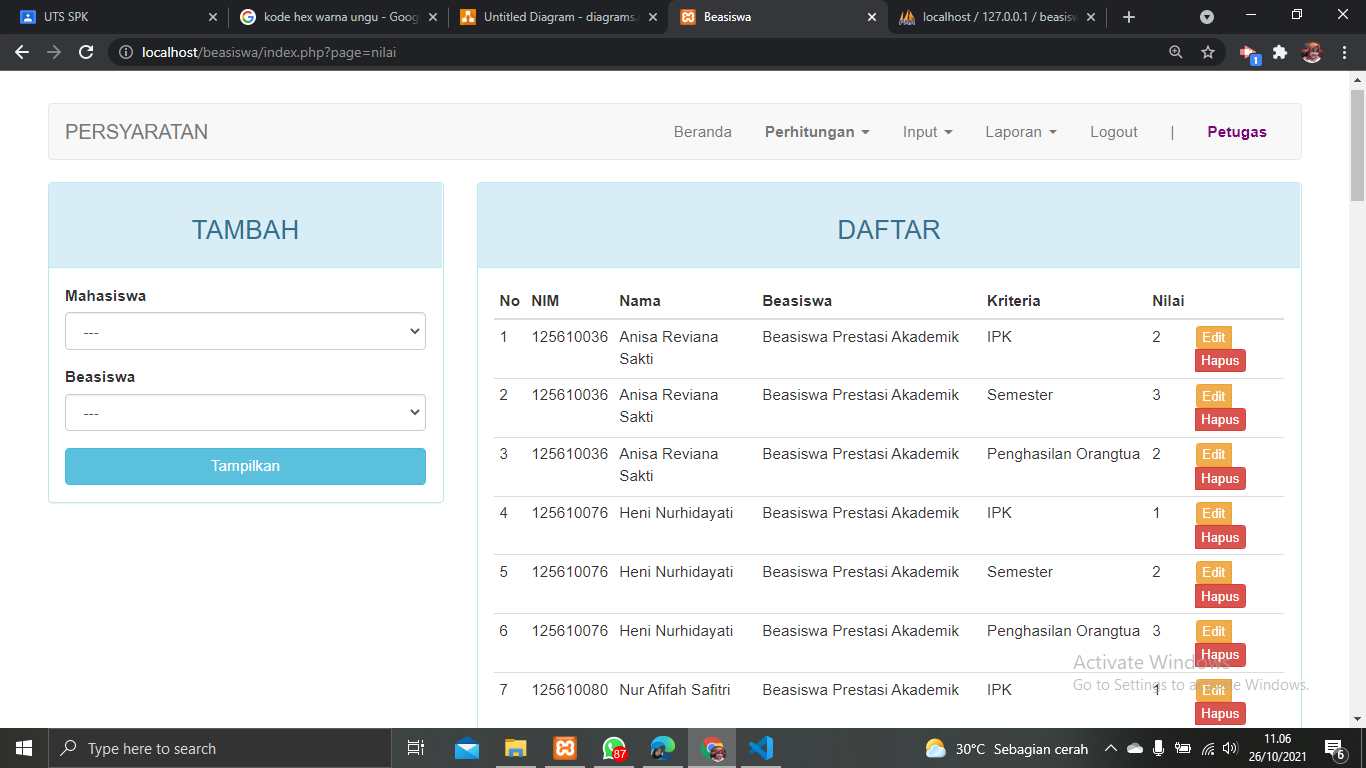 UTS SPK
kode hex warna ungu - Goog
Untitled Diagram - diagrams.
Beasiswa
localhost / 127.0.0.1 / beasisw
localhost/beasiswa/index.php?page=nilai
1
PERSYARATAN
Beranda
Perhitungan
Input
Laporan
Logout
|
Petugas
TAMBAH
Mahasiswa
---
Beasiswa
---
Tampilkan
DAFTAR
No NIM Nama Beasiswa Kriteria Nilai
1 125610036 Anisa Reviana Beasiswa Prestasi Akademik IPK 2 Edit
Sakti Hapus
2 125610036 Anisa Reviana Beasiswa Prestasi Akademik Semester 3 Edit
Sakti Hapus
3 125610036 Anisa Reviana Beasiswa Prestasi Akademik Penghasilan Orangtua 2 Edit
Sakti Hapus
4 125610076 Heni Nurhidayati Beasiswa Prestasi Akademik IPK 1 Edit
Hapus
5 125610076 Heni Nurhidayati Beasiswa Prestasi Akademik Semester 2 Edit
Hapus
6 125610076 Heni Nurhidayati Beasiswa Prestasi Akademik Penghasilan Orangtua 3 Edit
Hapus
7 125610080 Nur Afifah Safitri Beasiswa Prestasi Akademik IPK 1 Edit
Hapus
Activate Windows
Go to Settings to activate Windows.
Type here to search
87
30°C Sebagian cerah
11.06
26/10/2021
6